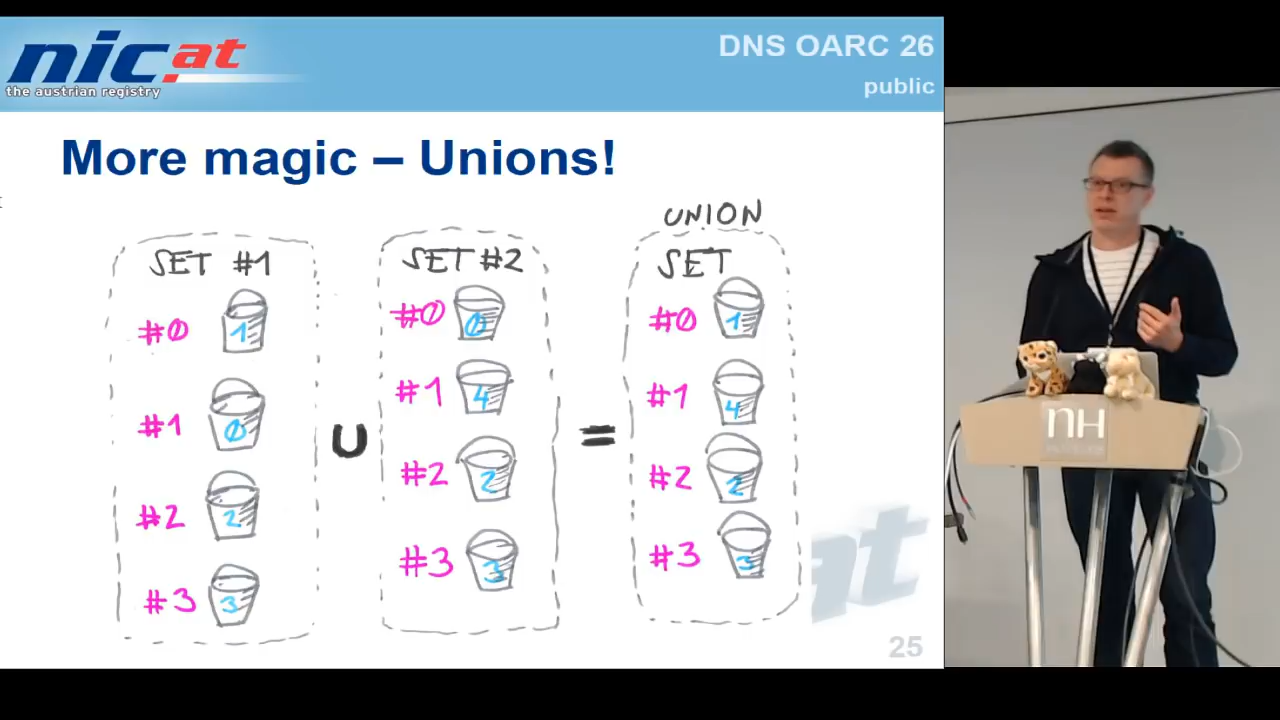 nic.at
the austrian registry
DNS OARC 26
public
More magic – Unions!
SET #1
#0 1
#1 0
#2 2
#3 3
U
SET #2
#0 0
#1 4
#2 2
#3 3
=
UNION
SET
#0 1
#1 4
#2 2
#3 3
at
25
nH